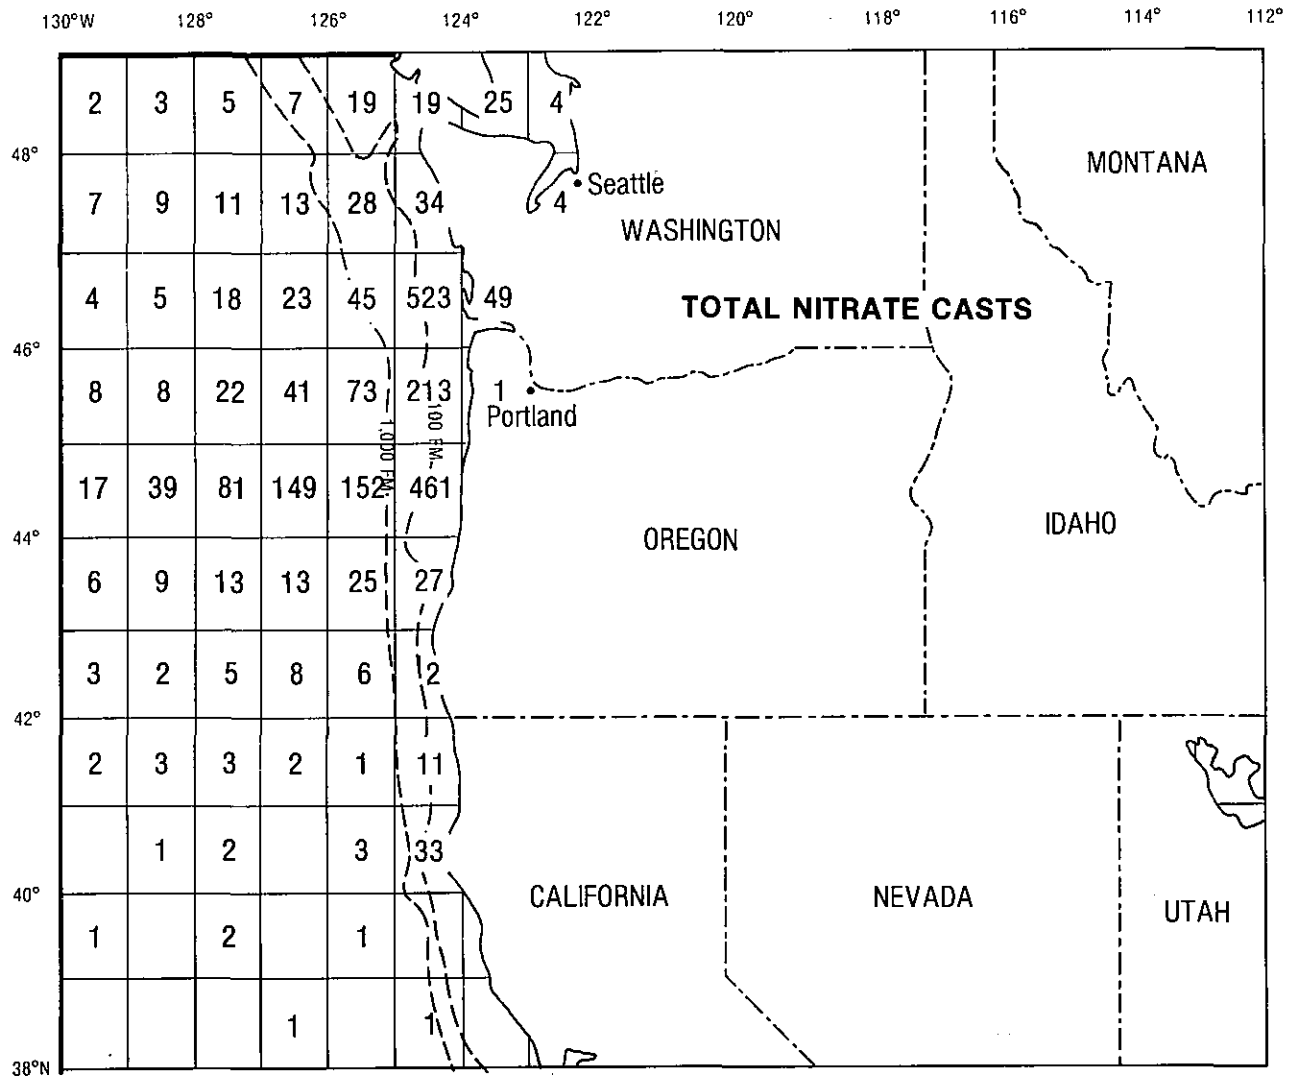 130°W 128° 126° 124° 122° 120° 118° 116° 114° 112°
2 3 5 7 19 19 25 4
48°
MONTANA
Seattle
7 9 11 13 28 34 4
WASHINGTON
4 5 18 23 45 523 49
TOTAL NITRATE CASTS
46°
8 8 22 41 73 213 1
Portland
1,000 FM.
100 FM.
17 39 81 149 152 461
OREGON
IDAHO
44°
6 9 13 13 25 27
3 2 5 8 6 2
42°
2 3 3 2 1 11
1 2 3 33
40°
CALIFORNIA
NEVADA
UTAH
1 2 1
1 1
38°N